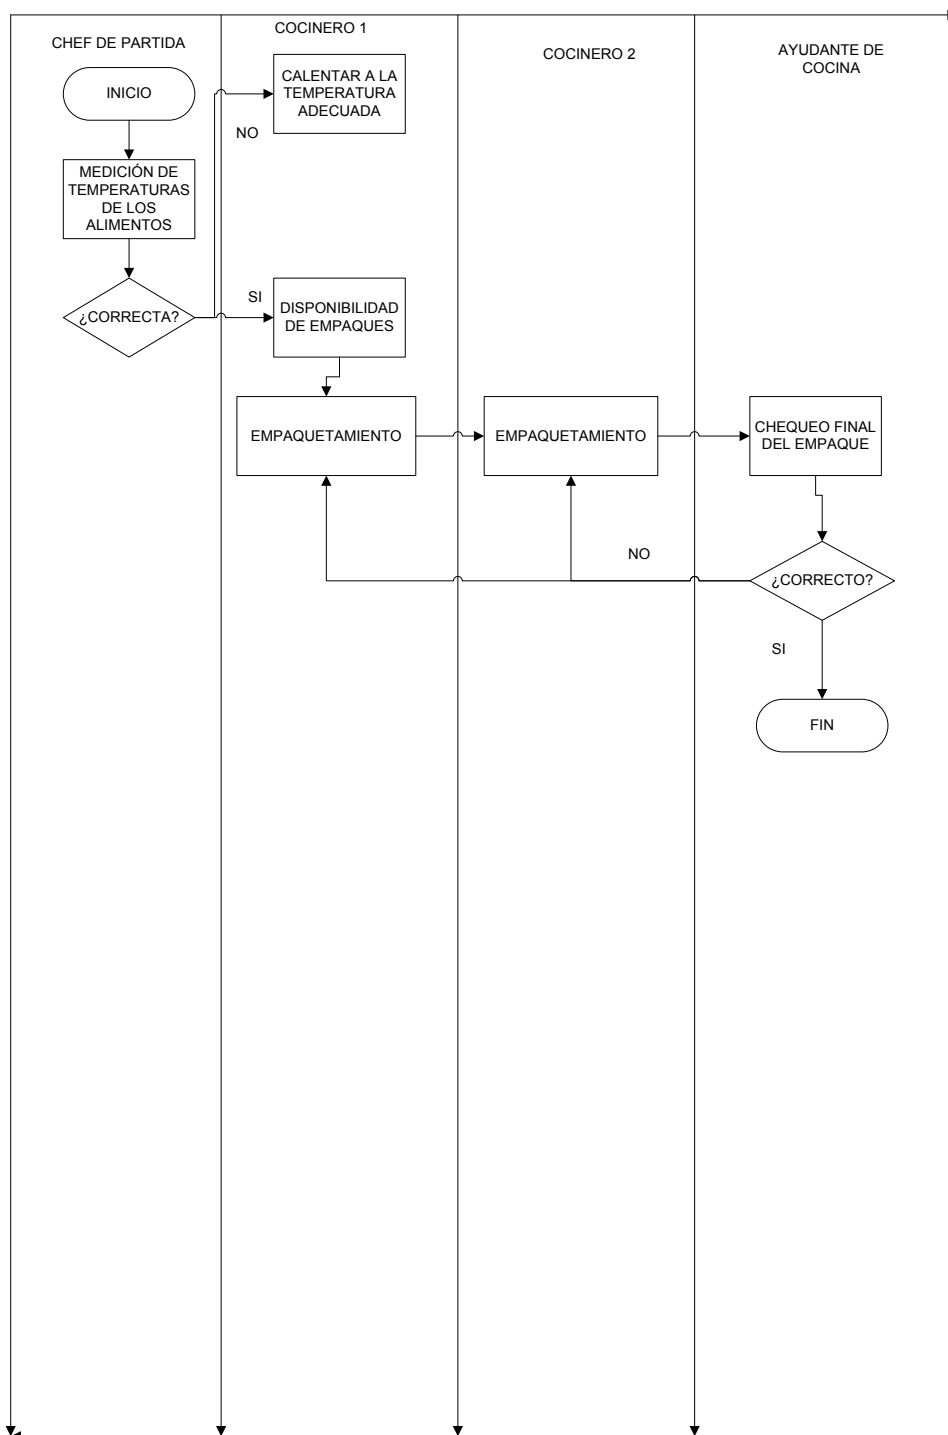 CHEF DE PARTIDA
COCINERO 1
COCINERO 2
AYUDANTE DE
COCINA
INICIO
CALENTAR A LA
TEMPERATURA
ADECUADA
NO
MEDICIÓN DE
TEMPERATURAS
DE LOS
ALIMENTOS
¿CORRECTA?
SI
DISPONIBILIDAD
DE EMPAQUES
EMPAQUETAMIENTO
EMPAQUETAMIENTO
CHEQUEO FINAL
DEL EMPAQUE
NO
¿CORRECTO?
SI
FIN